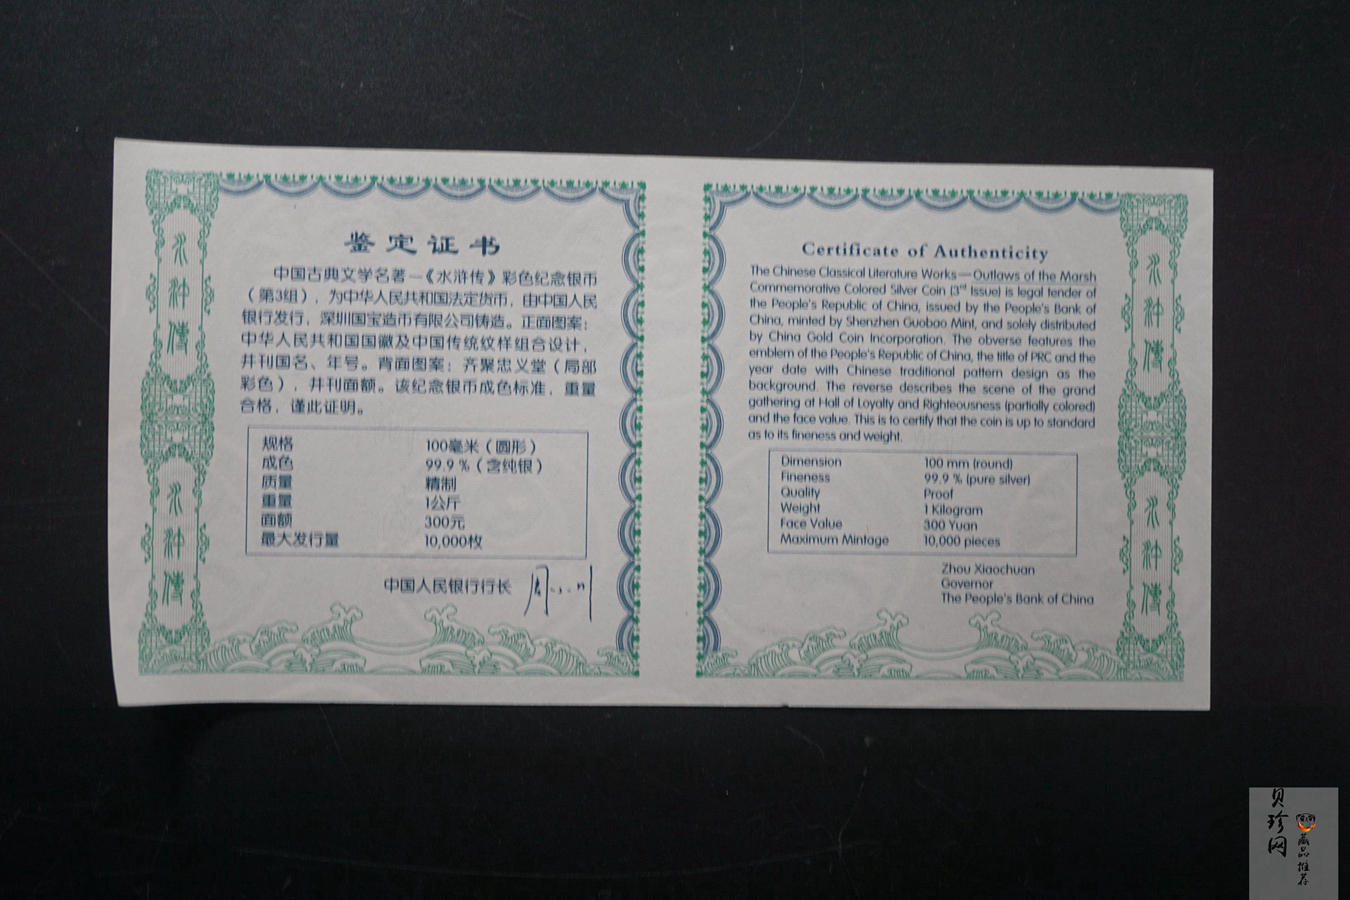 鉴定证书
中国古典文学名著—《水浒传》彩色纪念银币
（第3组），为中华人民共和国法定货币，由中国人民
银行发行，深圳国宝造币有限公司铸造。正面图案：
中华人民共和国国徽及中国传统纹样组合设计，
并刊国名、年号。背面图案：齐聚忠义堂（局部
彩色），并刊面额。该纪念银币成色标准，重量
合格，谨此证明。
规格 100毫米（圆形）
成色 99.9 %（含纯银）
质量 精制
重量 1公斤
面额 300元
最大发行量 10,000枚
中国人民银行行长
水浒传
水浒传
Certificate of Authenticity
The Chinese Classical Literature Works—Outlaws of the Marsh
Commemorative Colored Silver Coin (3rd Issue) is legal tender of
the People's Republic of China, issued by the People's Bank of
China, minted by Shenzhen Guobao Mint, and solely distributed
by China Gold Coin Incorporation. The obverse features the
emblem of the People's Republic of China, the title of PRC and the
year date with Chinese traditional pattern design as the
background. The reverse describes the scene of the grand
gathering at Hall of Loyalty and Righteousness (partially colored)
and the face value. This is to certify that the coin is up to standard
as to its fineness and weight.
Dimension 100 mm (round)
Fineness 99.9 % (pure silver)
Quality Proof
Weight 1 Kilogram
Face Value 300 Yuan
Maximum Mintage 10,000 pieces
Zhou Xiaochuan
Governor
The People's Bank of China
水浒传
水浒传
贝珍网
藏品推荐